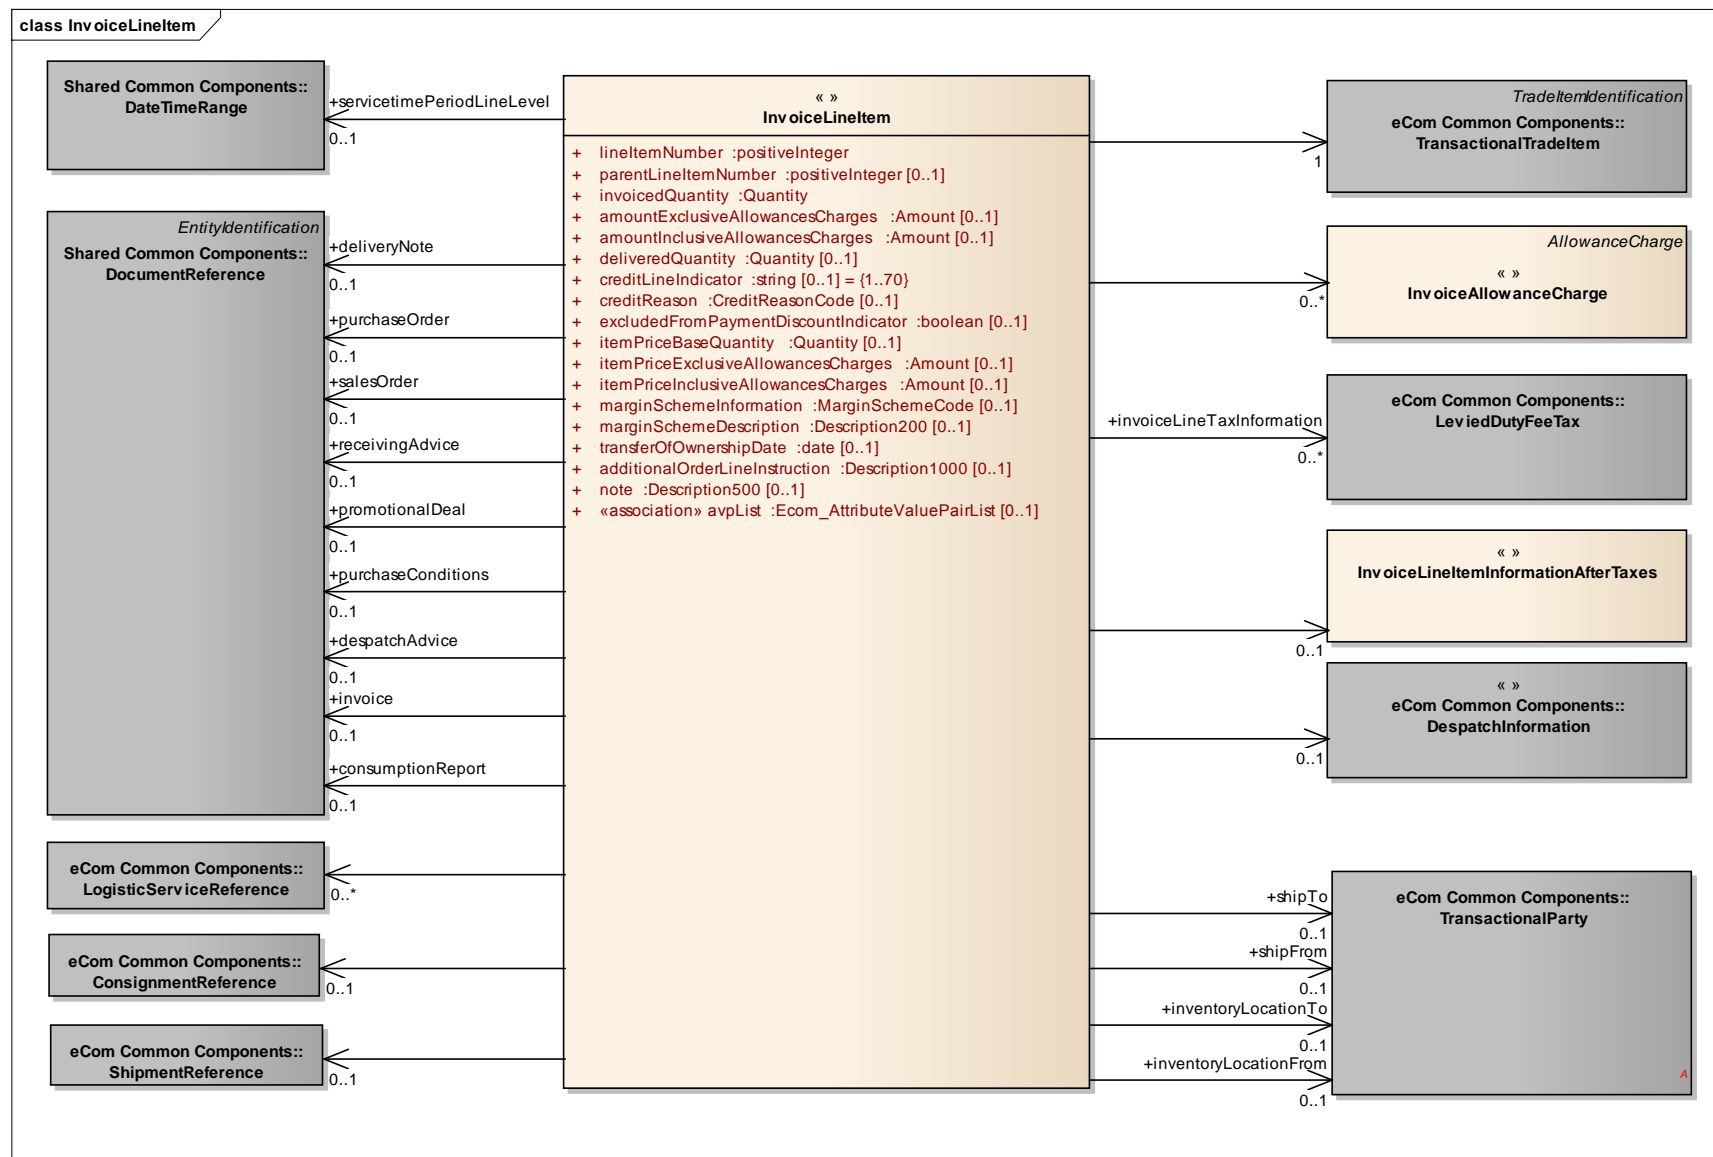 class InvoiceLineItem
Shared Common Components::
DateTimeRange
+servicetimePeriodLineLevel
0..1
EntityIdentification
Shared Common Components::
DocumentReference
+deliveryNote
0..1
+purchaseOrder
0..1
+salesOrder
0..1
+receivingAdvice
0..1
+promotionalDeal
0..1
+purchaseConditions
0..1
+despatchAdvice
0..1
+invoice
0..1
+consumptionReport
0..1
eCom Common Components::
LogisticServiceReference
0..*
eCom Common Components::
ConsignmentReference
0..1
eCom Common Components::
ShipmentReference
0..1
« »
InvoiceLineItem
+ lineItemNumber :positiveInteger
+ parentLineItemNumber :positiveInteger [0..1]
+ invoicedQuantity :Quantity
+ amountExclusiveAllowancesCharges :Amount [0..1]
+ amountInclusiveAllowancesCharges :Amount [0..1]
+ deliveredQuantity :Quantity [0..1]
+ creditLineIndicator :string [0..1] = {1..70}
+ creditReason :CreditReasonCode [0..1]
+ excludedFromPaymentDiscountIndicator :boolean [0..1]
+ itemPriceBaseQuantity :Quantity [0..1]
+ itemPriceExclusiveAllowancesCharges :Amount [0..1]
+ itemPriceInclusiveAllowancesCharges :Amount [0..1]
+ marginSchemeInformation :MarginSchemeCode [0..1]
+ marginSchemeDescription :Description200 [0..1]
+ transferOfOwnershipDate :date [0..1]
+ additionalOrderLineInstruction :Description1000 [0..1]
+ note :Description500 [0..1]
+ «association» avpList :Ecom_AttributeValuePairList [0..1]
TradeItemIdentification
eCom Common Components::
TransactionalTradeItem
1
AllowanceCharge
« »
InvoiceAllowanceCharge
0..*
eCom Common Components::
LeviedDutyFeeTax
+invoiceLineTaxInformation
0..*
« »
InvoiceLineItemInformationAfterTaxes
0..1
« »
eCom Common Components::
DespatchInformation
0..1
eCom Common Components::
TransactionalParty
+shipTo
0..1
+shipFrom
0..1
+inventoryLocationTo
0..1
+inventoryLocationFrom
0..1
A